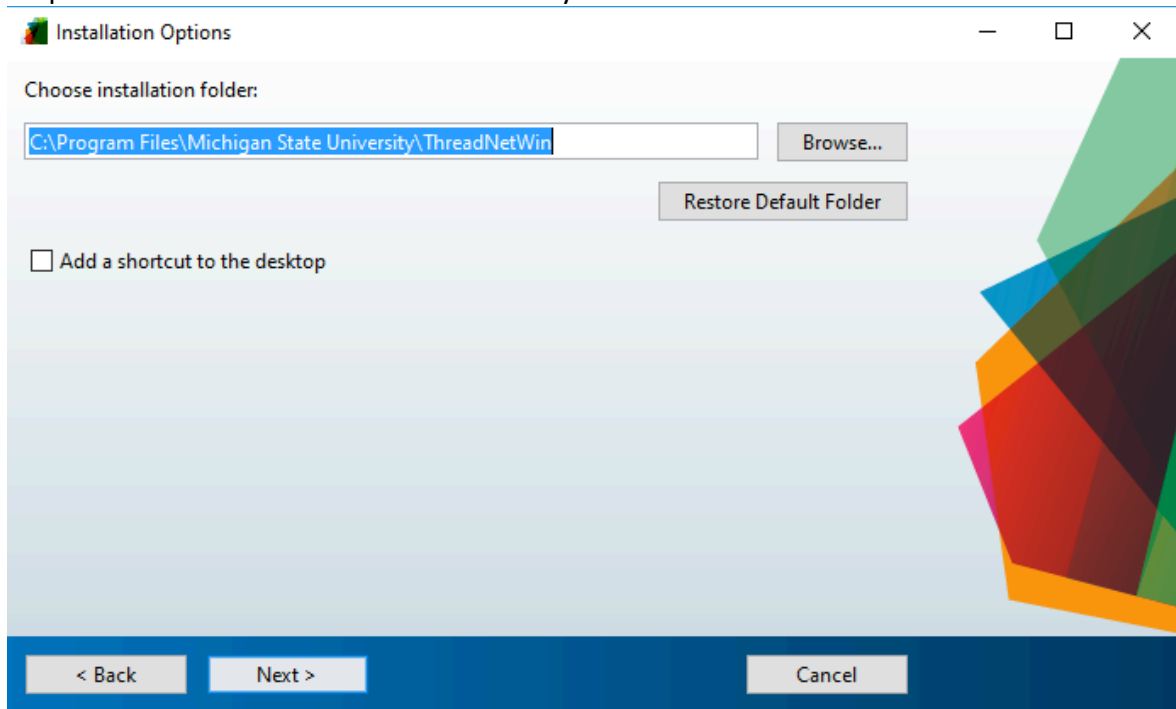 Installation Options
Choose installation folder:
C:\Program Files\Michigan State University\ThreadNetWin
Browse...
Restore Default Folder
Add a shortcut to the desktop
< Back Next > Cancel